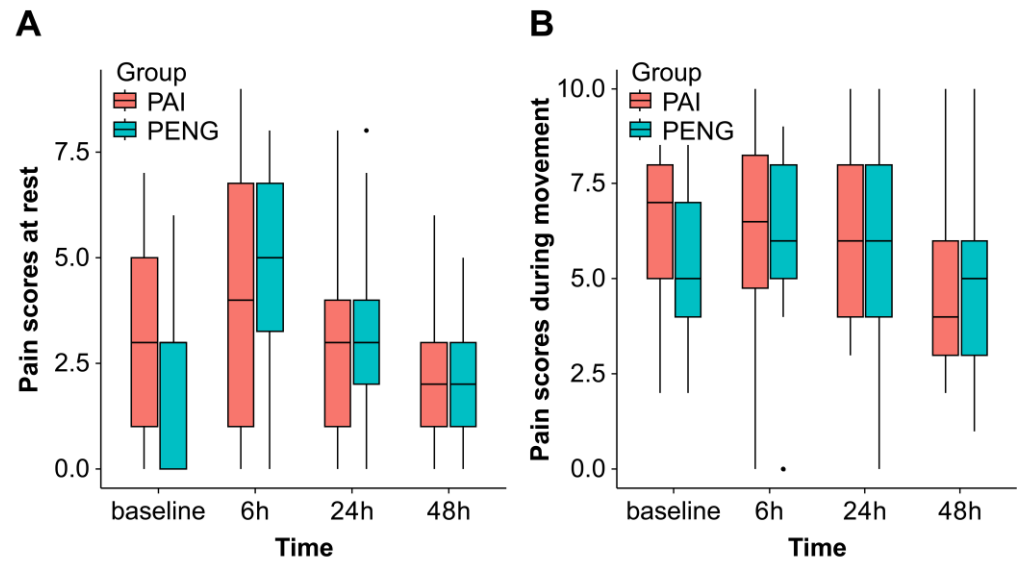 A
Pain scores at rest
Group
PAI
PENG
7.5
5.0
2.5
0.0
baseline 6h 24h 48h
Time
B
Pain scores during movement
Group
PAI
PENG
10.0
7.5
5.0
2.5
0.0
baseline 6h 24h 48h
Time